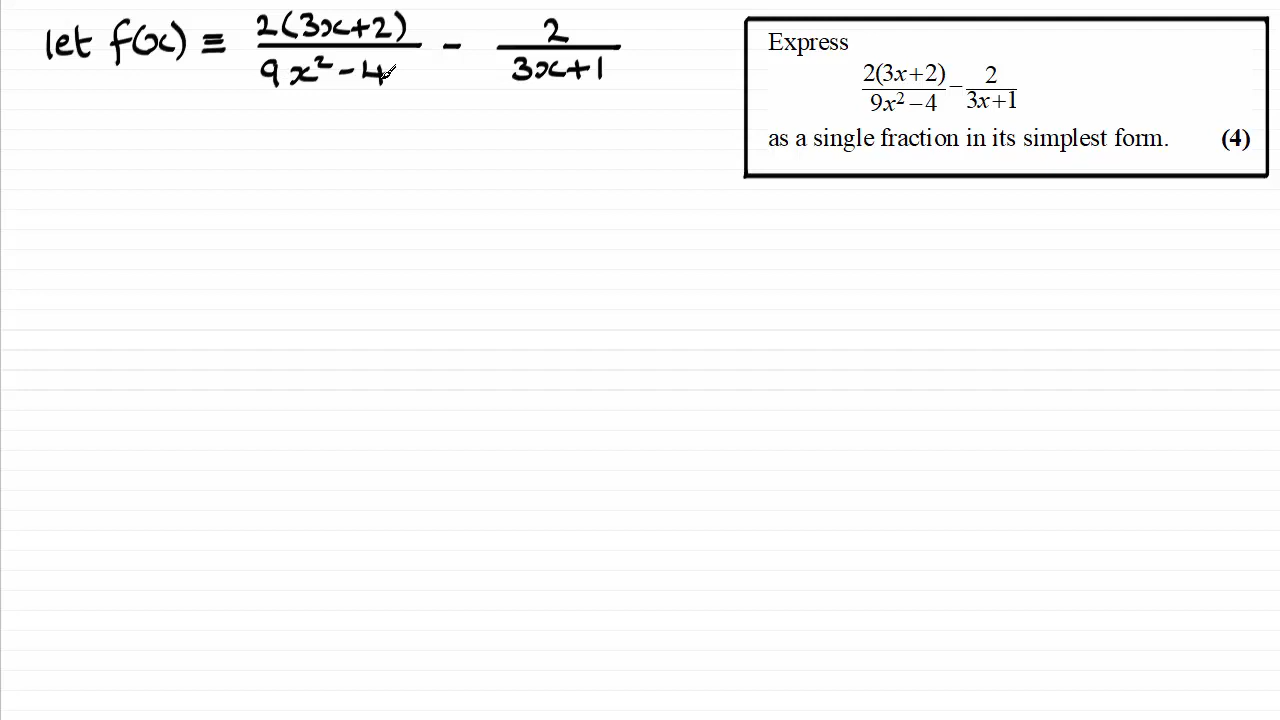 let f(x) ≡ 2(3x+2)/(9x² - 4) - 2/(3x+1)
Express
2(3x+2)/(9x² - 4) - 2/(3x+1)
as a single fraction in its simplest form. (4)